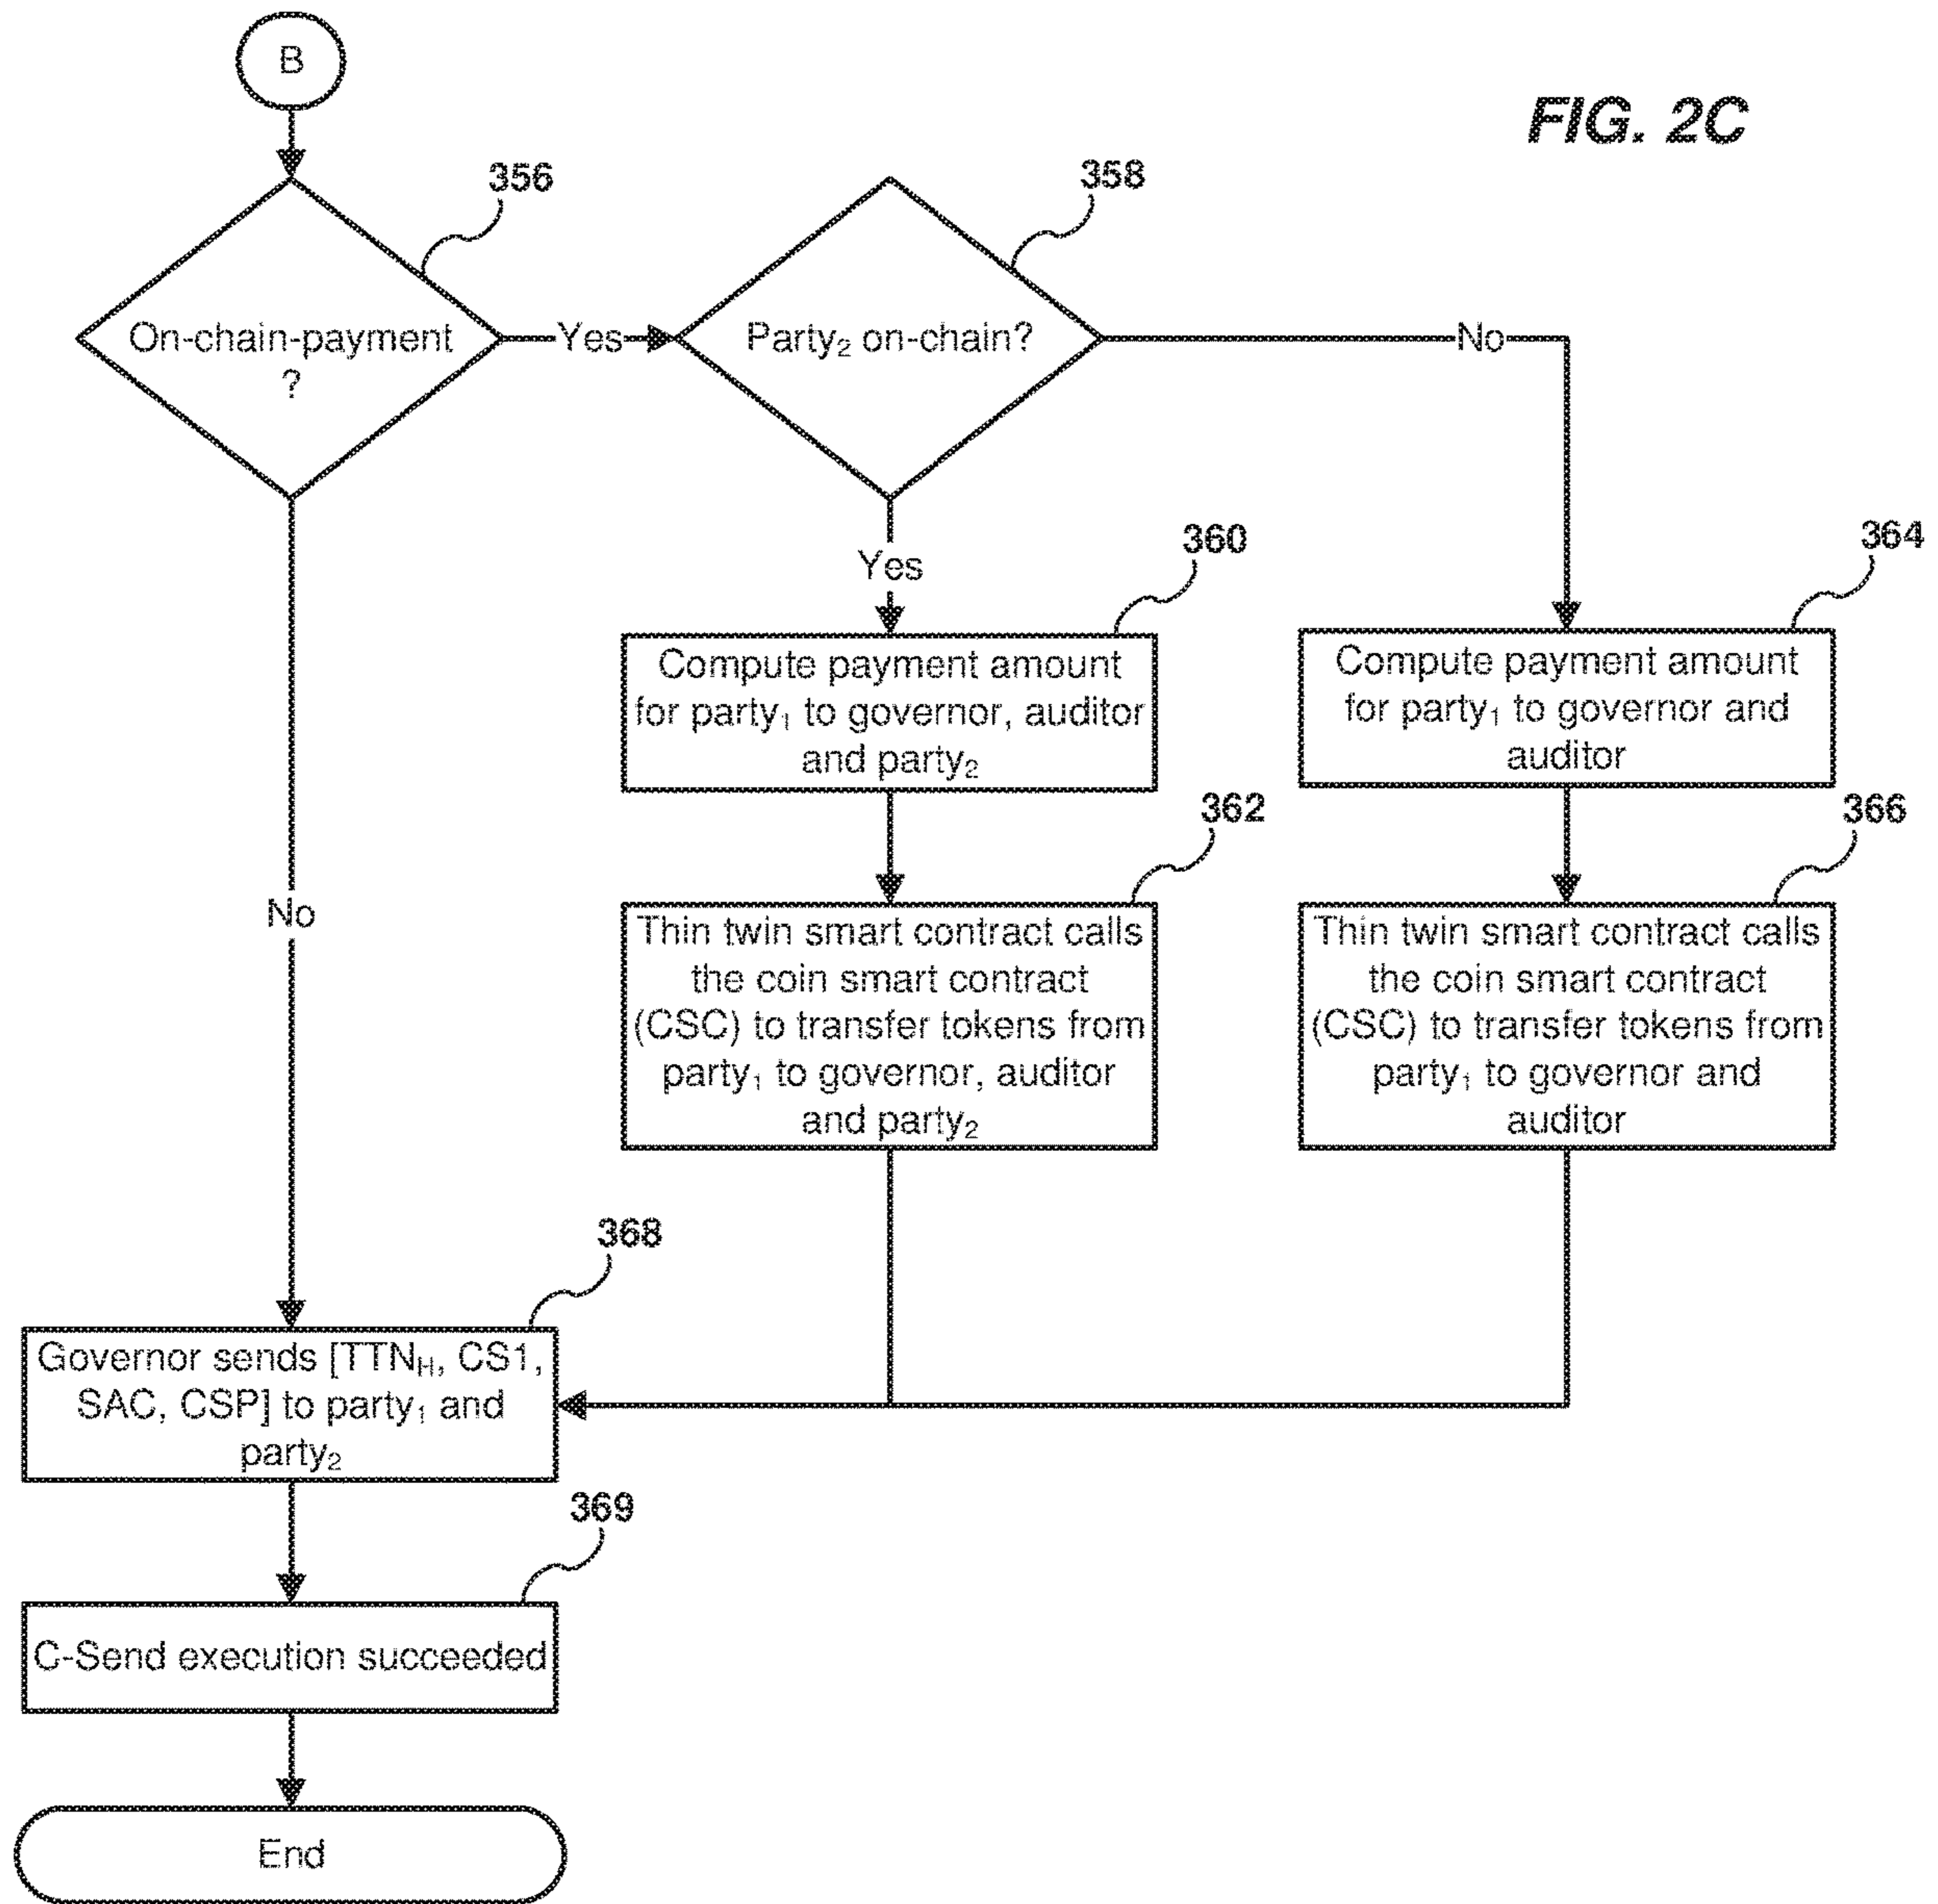 B
FIG. 2C
356
358
On-chain-payment
?
Yes
Party₂ on-chain?
No
Yes
360
364
Compute payment amount
for party₁ to governor, auditor
and party₂
Compute payment amount
for party₁ to governor and
auditor
362
366
No
Thin twin smart contract calls
the coin smart contract
(CSC) to transfer tokens from
party₁ to governor, auditor
and party₂
Thin twin smart contract calls
the coin smart contract
(CSC) to transfer tokens from
party₁ to governor and
auditor
368
Governor sends [TTN_H, CS1,
SAC, CSP] to party₁ and
party₂
369
C-Send execution succeeded
End